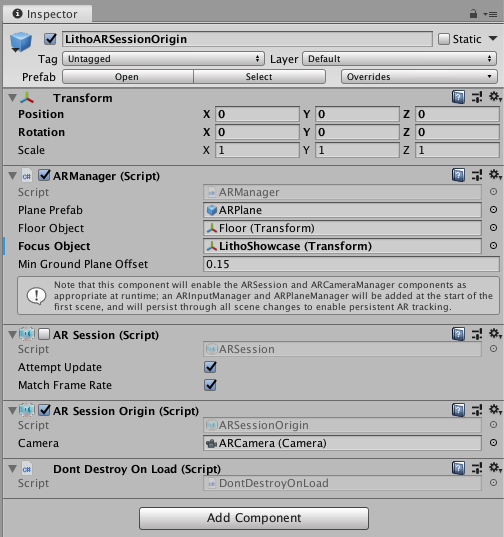 Inspector
LithoARSessionOrigin Static
Tag Untagged Layer Default
Prefab Open Select Overrides
Transform
Position X 0 Y 0 Z 0
Rotation X 0 Y 0 Z 0
Scale X 1 Y 1 Z 1
ARManager (Script)
Script ARManager
Plane Prefab ARPlane
Floor Object Floor (Transform)
Focus Object LithoShowcase (Transform)
Min Ground Plane Offset 0.15
Note that this component will enable the ARSession and ARCameraManager components as
appropriate at runtime; an ARInputManager and ARPlaneManager will be added at the start of the
first scene, and will persist through all scene changes to enable persistent AR tracking.
AR Session (Script)
Script ARSession
Attempt Update
Match Frame Rate
AR Session Origin (Script)
Script ARSessionOrigin
Camera ARCamera (Camera)
Dont Destroy On Load (Script)
Script DontDestroyOnLoad
Add Component